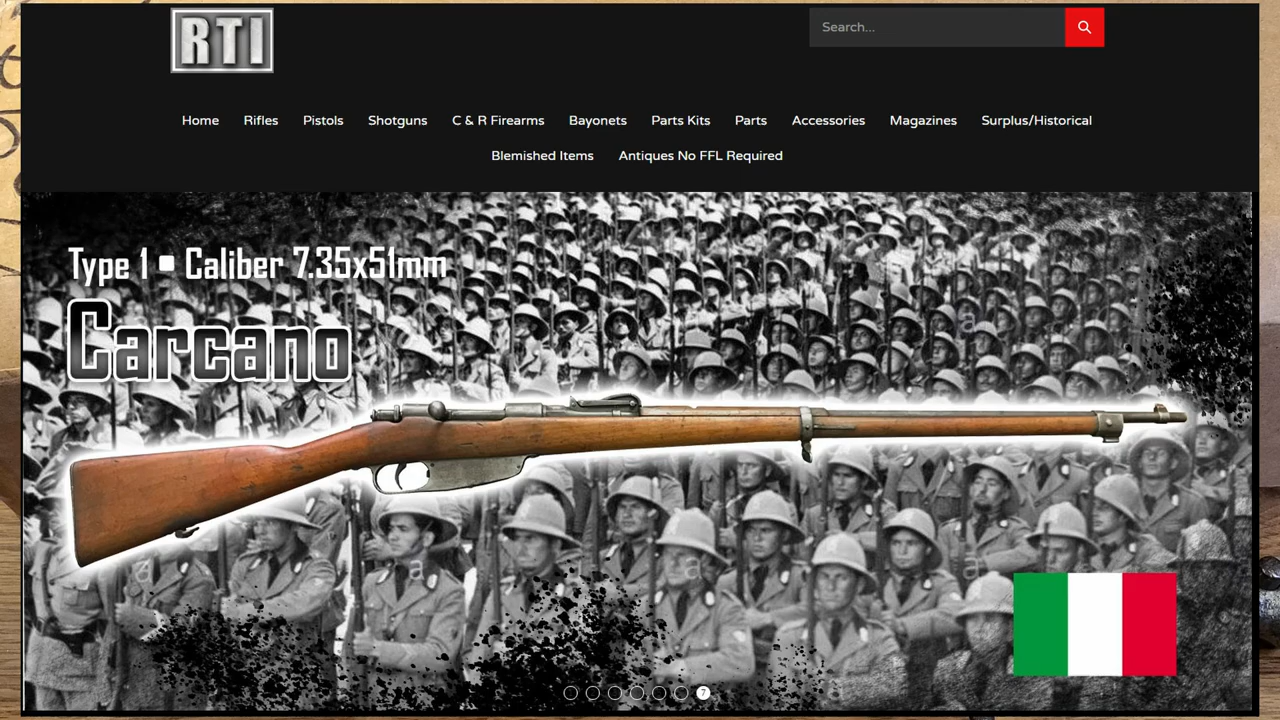 RTI
Search...
Home Rifles Pistols Shotguns C & R Firearms Bayonets Parts Kits Parts Accessories Magazines Surplus/Historical
Blemished Items Antiques No FFL Required
Type 1 ▪ Caliber 7.35x51mm
Carcano
7